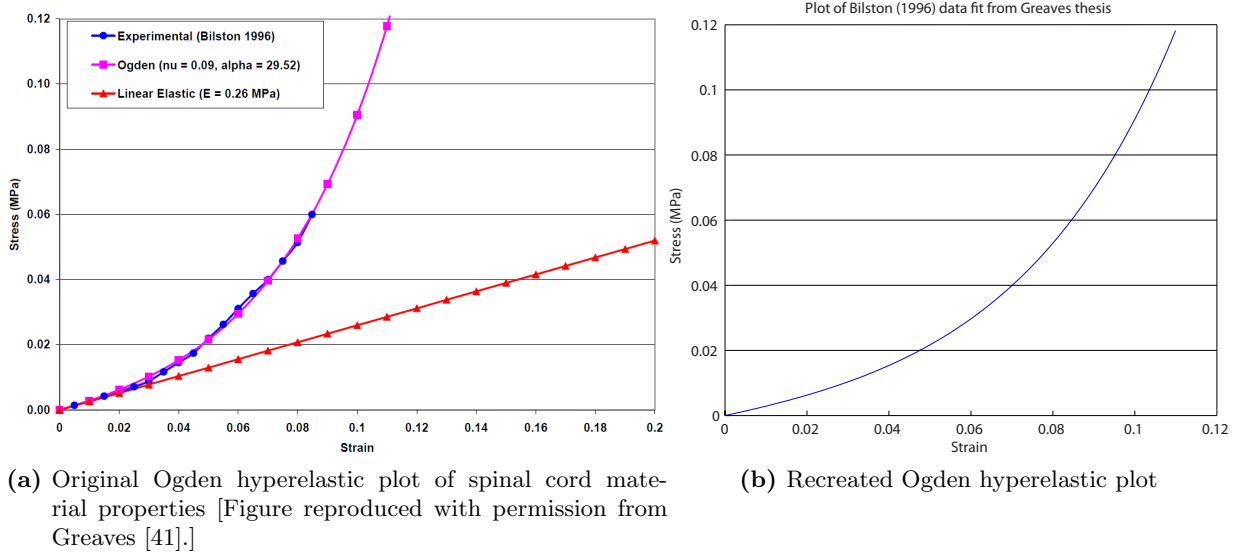 0.12
0.10
0.08
0.06
0.04
0.02
0.00
Stress (MPa)
Experimental (Bilston 1996)
Ogden (nu = 0.09, alpha = 29.52)
Linear Elastic (E = 0.26 MPa)
0 0.02 0.04 0.06 0.08 0.10 0.12 0.14 0.16 0.18 0.2
Strain
(a) Original Ogden hyperelastic plot of spinal cord mate-
rial properties [Figure reproduced with permission from
Greaves [41].]
Plot of Bilston (1996) data fit from Greaves thesis
0.12
0.1
0.08
0.06
0.04
0.02
0
Stress (MPa)
0 0.02 0.04 0.06 0.08 0.1 0.12
Strain
(b) Recreated Ogden hyperelastic plot